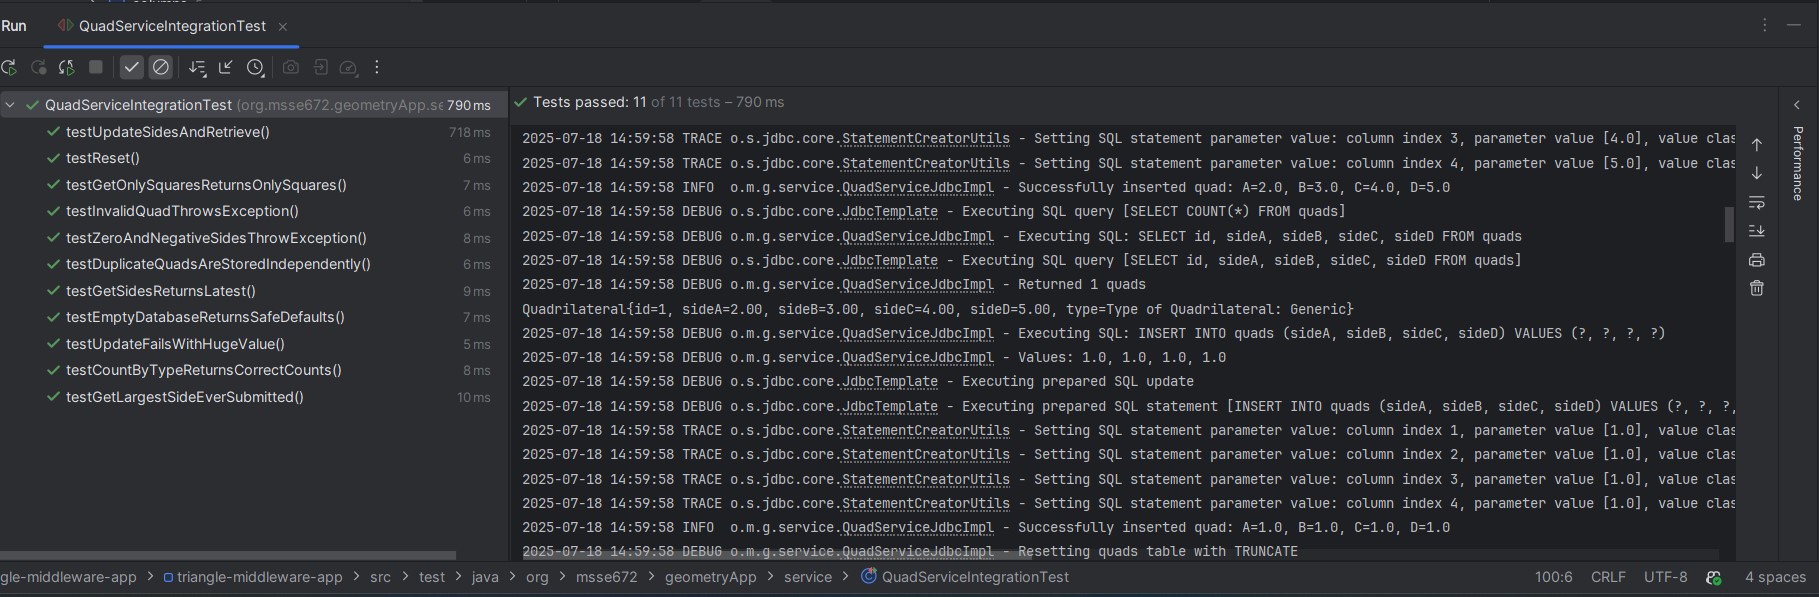 Run QuadServiceIntegrationTest
QuadServiceIntegrationTest (org.msse672.geometryApp.se 790 ms
testUpdateSidesAndRetrieve() 718 ms
testReset() 6 ms
testGetOnlySquaresReturnsOnlySquares() 7 ms
testInvalidQuadThrowsException() 6 ms
testZeroAndNegativeSidesThrowException() 8 ms
testDuplicateQuadsAreStoredIndependently() 6 ms
testGetSidesReturnsLatest() 9 ms
testEmptyDatabaseReturnsSafeDefaults() 7 ms
testUpdateFailsWithHugeValue() 5 ms
testCountByTypeReturnsCorrectCounts() 8 ms
testGetLargestSideEverSubmitted() 10 ms
Tests passed: 11 of 11 tests – 790 ms
2025-07-18 14:59:58 TRACE o.s.jdbc.core.StatementCreatorUtils - Setting SQL statement parameter value: column index 3, parameter value [4.0], value clas
2025-07-18 14:59:58 TRACE o.s.jdbc.core.StatementCreatorUtils - Setting SQL statement parameter value: column index 4, parameter value [5.0], value clas
2025-07-18 14:59:58 INFO  o.m.g.service.QuadServiceJdbcImpl - Successfully inserted quad: A=2.0, B=3.0, C=4.0, D=5.0
2025-07-18 14:59:58 DEBUG o.s.jdbc.core.JdbcTemplate - Executing SQL query [SELECT COUNT(*) FROM quads]
2025-07-18 14:59:58 DEBUG o.m.g.service.QuadServiceJdbcImpl - Executing SQL: SELECT id, sideA, sideB, sideC, sideD FROM quads
2025-07-18 14:59:58 DEBUG o.s.jdbc.core.JdbcTemplate - Executing SQL query [SELECT id, sideA, sideB, sideC, sideD FROM quads]
2025-07-18 14:59:58 DEBUG o.m.g.service.QuadServiceJdbcImpl - Returned 1 quads
Quadrilateral{id=1, sideA=2.00, sideB=3.00, sideC=4.00, sideD=5.00, type=Type of Quadrilateral: Generic}
2025-07-18 14:59:58 DEBUG o.m.g.service.QuadServiceJdbcImpl - Executing SQL: INSERT INTO quads (sideA, sideB, sideC, sideD) VALUES (?, ?, ?, ?)
2025-07-18 14:59:58 DEBUG o.m.g.service.QuadServiceJdbcImpl - Values: 1.0, 1.0, 1.0, 1.0
2025-07-18 14:59:58 DEBUG o.s.jdbc.core.JdbcTemplate - Executing prepared SQL update
2025-07-18 14:59:58 DEBUG o.s.jdbc.core.JdbcTemplate - Executing prepared SQL statement [INSERT INTO quads (sideA, sideB, sideC, sideD) VALUES (?, ?, ?,
2025-07-18 14:59:58 TRACE o.s.jdbc.core.StatementCreatorUtils - Setting SQL statement parameter value: column index 1, parameter value [1.0], value clas
2025-07-18 14:59:58 TRACE o.s.jdbc.core.StatementCreatorUtils - Setting SQL statement parameter value: column index 2, parameter value [1.0], value clas
2025-07-18 14:59:58 TRACE o.s.jdbc.core.StatementCreatorUtils - Setting SQL statement parameter value: column index 3, parameter value [1.0], value clas
2025-07-18 14:59:58 TRACE o.s.jdbc.core.StatementCreatorUtils - Setting SQL statement parameter value: column index 4, parameter value [1.0], value clas
2025-07-18 14:59:58 INFO  o.m.g.service.QuadServiceJdbcImpl - Successfully inserted quad: A=1.0, B=1.0, C=1.0, D=1.0
2025-07-18 14:59:58 DEBUG o.m.g.service.QuadServiceJdbcImpl - Resetting quads table with TRUNCATE
Performance
gle-middleware-app > triangle-middleware-app > src > test > java > org > msse672 > geometryApp > service > QuadServiceIntegrationTest 100:6 CRLF UTF-8 4 spaces